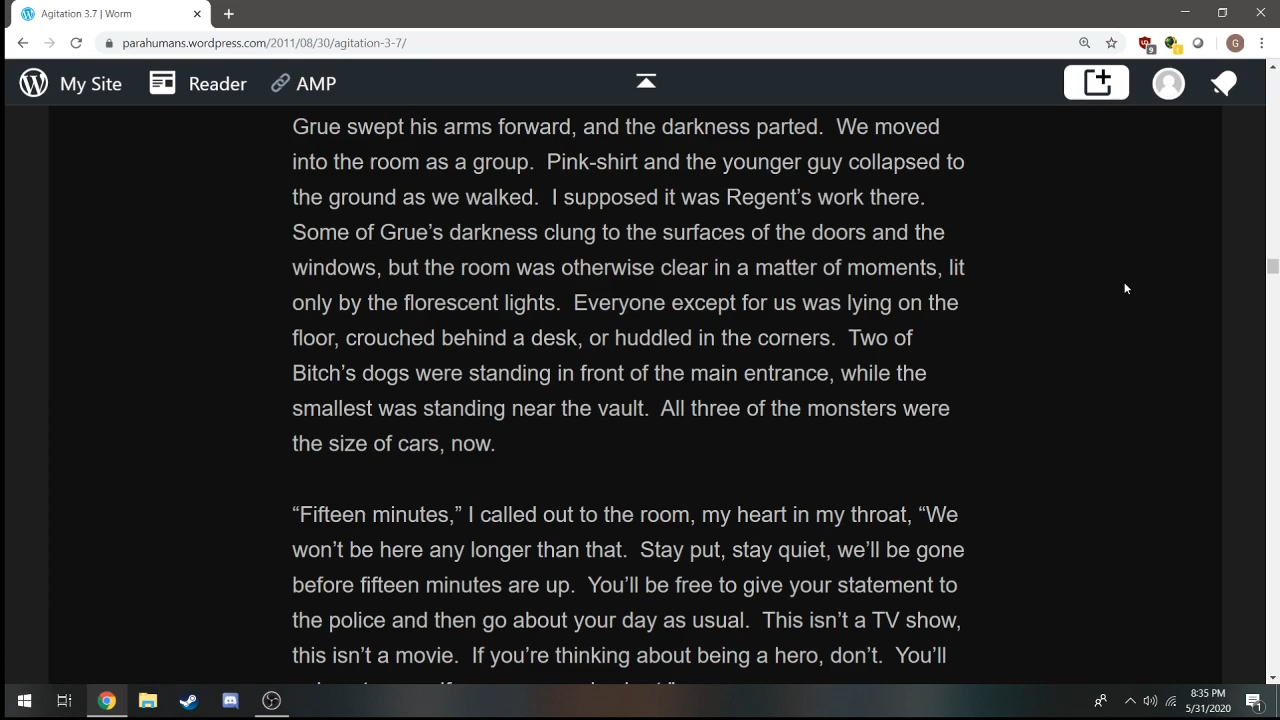 Agitation 3.7 | Worm
parahumans.wordpress.com/2011/08/30/agitation-3-7/
9
G
My Site
Reader
AMP
Grue swept his arms forward, and the darkness parted.  We moved
into the room as a group.  Pink-shirt and the younger guy collapsed to
the ground as we walked.  I supposed it was Regent’s work there.
Some of Grue’s darkness clung to the surfaces of the doors and the
windows, but the room was otherwise clear in a matter of moments, lit
only by the florescent lights.  Everyone except for us was lying on the
floor, crouched behind a desk, or huddled in the corners.  Two of
Bitch’s dogs were standing in front of the main entrance, while the
smallest was standing near the vault.  All three of the monsters were
the size of cars, now.
“Fifteen minutes,” I called out to the room, my heart in my throat, “We
won’t be here any longer than that.  Stay put, stay quiet, we’ll be gone
before fifteen minutes are up.  You’ll be free to give your statement to
the police and then go about your day as usual.  This isn’t a TV show,
this isn’t a movie.  If you’re thinking about being a hero, don’t.  You’ll
8:35 PM
5/31/2020
1